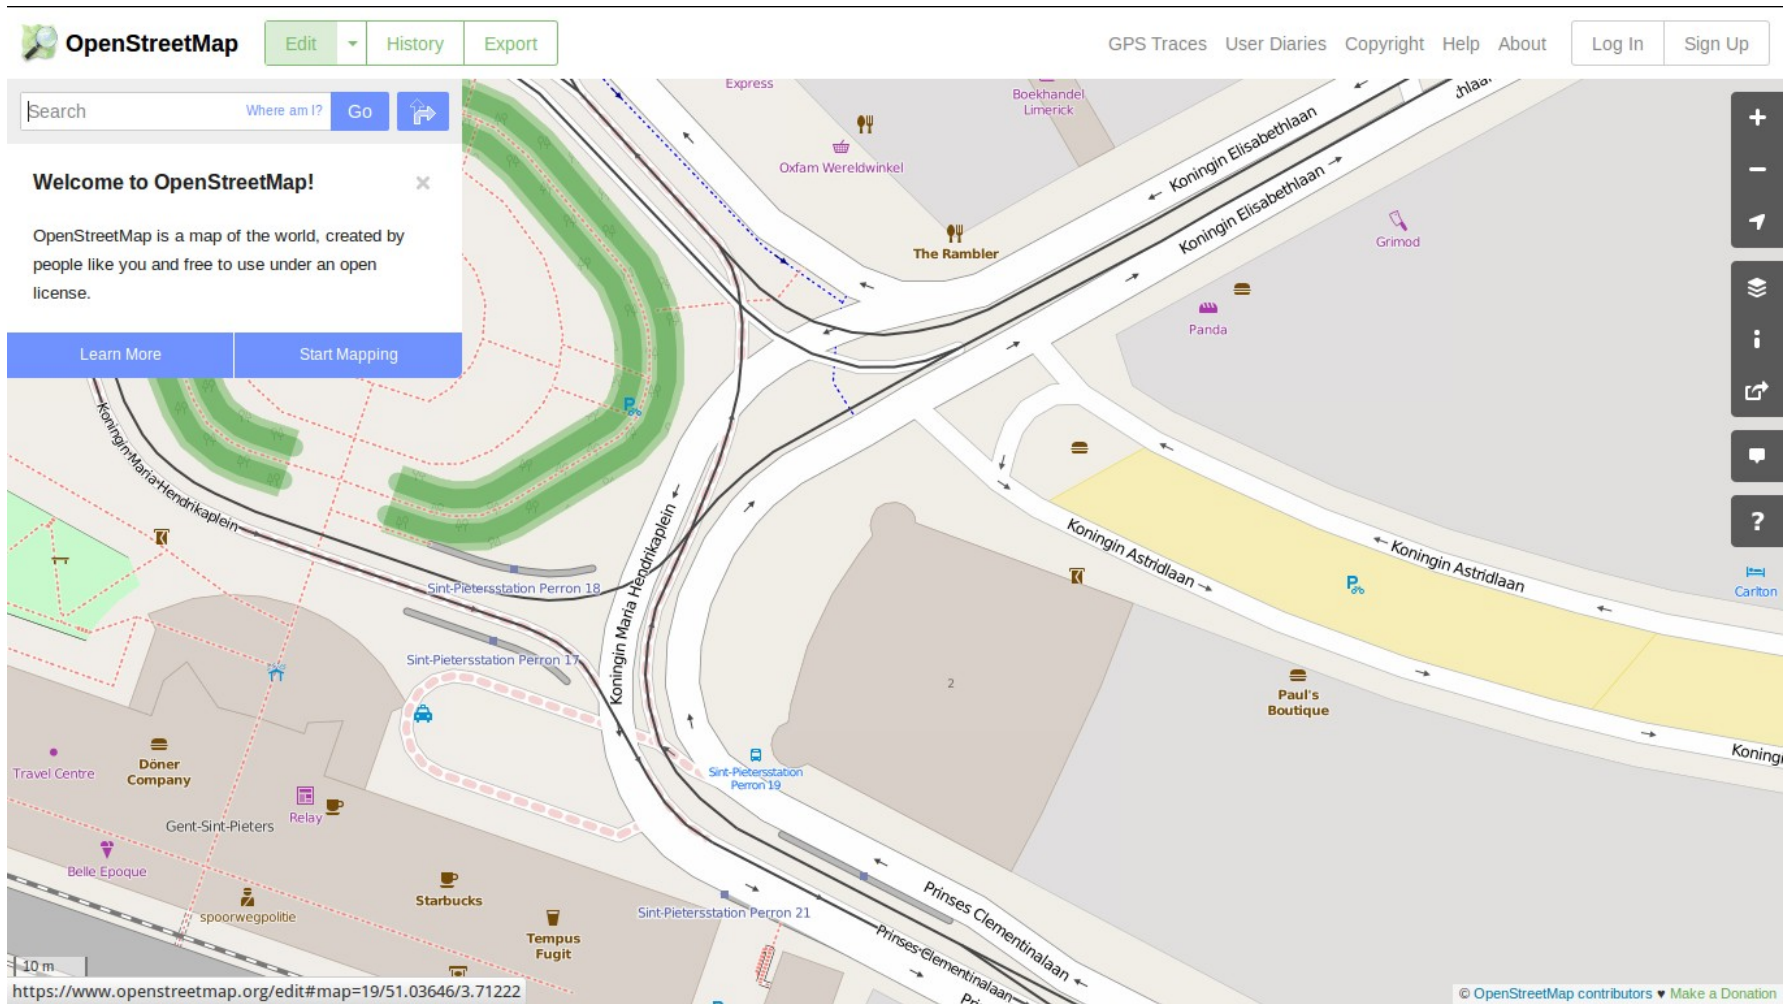 OpenStreetMap
Edit
History
Export
GPS Traces
User Diaries
Copyright
Help
About
Log In
Sign Up
Search
Where am I?
Go
Welcome to OpenStreetMap!
OpenStreetMap is a map of the world, created by
people like you and free to use under an open
license.
Learn More
Start Mapping
Express
Boekhandel
Limerick
Oxfam Wereldwinkel
The Rambler
Koningin Elisabethlaan
Koningin Elisabethlaan
Grimod
Panda
Koningin Maria Hendrikaplein
Koningin Maria Hendrikaplein
Koningin Astridlaan
Koningin Astridlaan
Carlton
Sint-Pietersstation Perron 18
Sint-Pietersstation Perron 17
2
Paul's
Boutique
Travel Centre
Döner
Company
Sint-Pietersstation
Perron 19
Relay
Gent-Sint-Pieters
Belle Epoque
Starbucks
spoorwegpolitie
Sint-Pietersstation Perron 21
Tempus
Fugit
Prinses Clementinalaan
Prinses Clementinalaan
10 m
https://www.openstreetmap.org/edit#map=19/51.03646/3.71222
© OpenStreetMap contributors ♥ Make a Donation